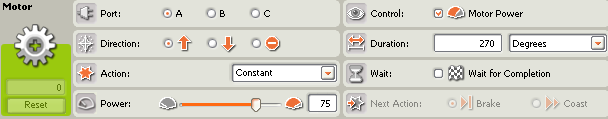 Motor
0
Reset
Port: A B C
Direction:
Action: Constant
Power: 75
Control: Motor Power
Duration: 270 Degrees
Wait: Wait for Completion
Next Action: Brake Coast